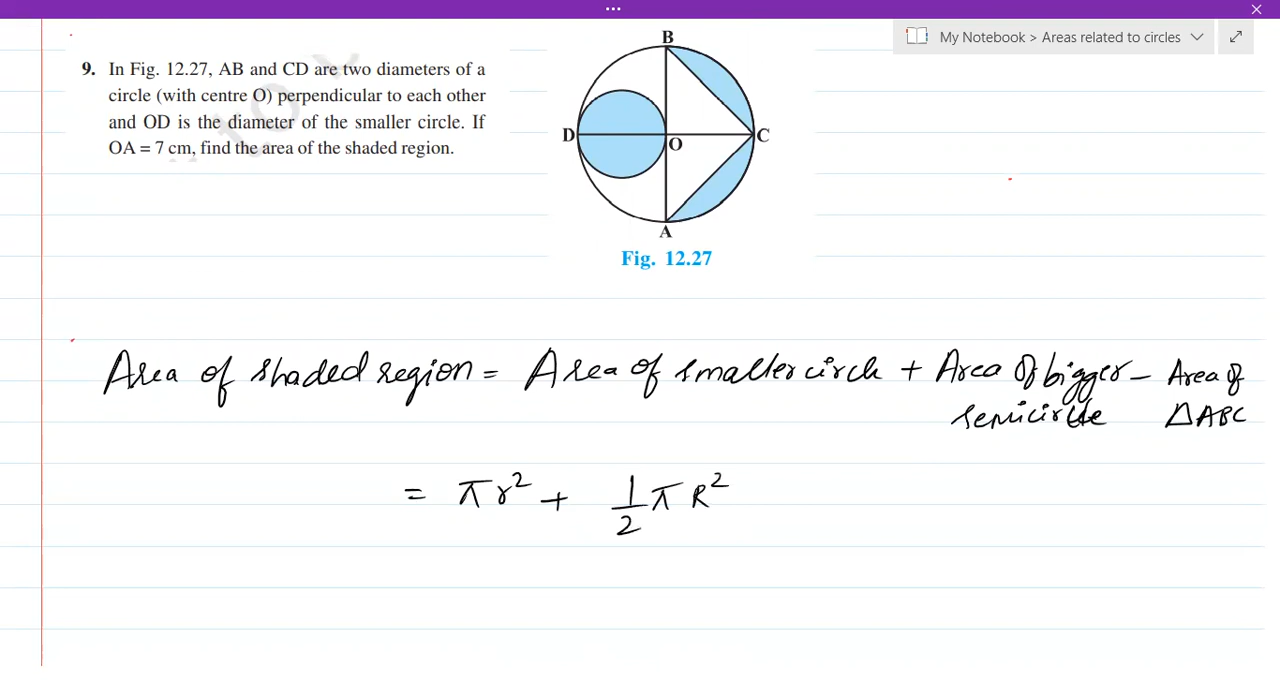 My Notebook > Areas related to circles
9. In Fig. 12.27, AB and CD are two diameters of a
circle (with centre O) perpendicular to each other
and OD is the diameter of the smaller circle. If
OA = 7 cm, find the area of the shaded region.
B
D
O
C
A
Fig. 12.27
Area of shaded region = Area of smaller circle + Area of bigger - Area of
semicircle ΔABC
= πr² + 1/2 πR²